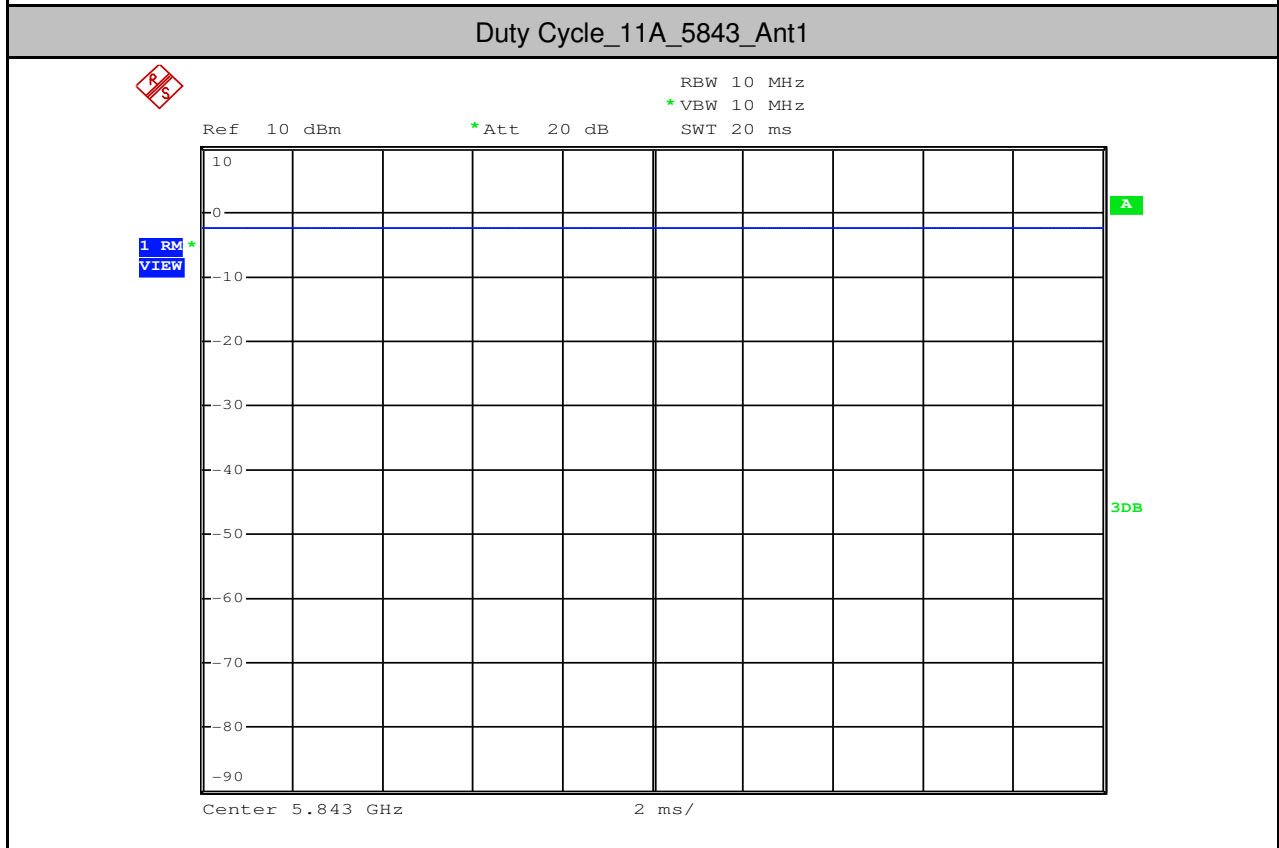 Duty Cycle_11A_5843_Ant1
R S
RBW 10 MHz
*VBW 10 MHz
Ref 10 dBm *Att 20 dB SWT 20 ms
10
0
A
1 RM *
VIEW
-10
-20
-30
-40
3DB
-50
-60
-70
-80
-90
Center 5.843 GHz 2 ms/